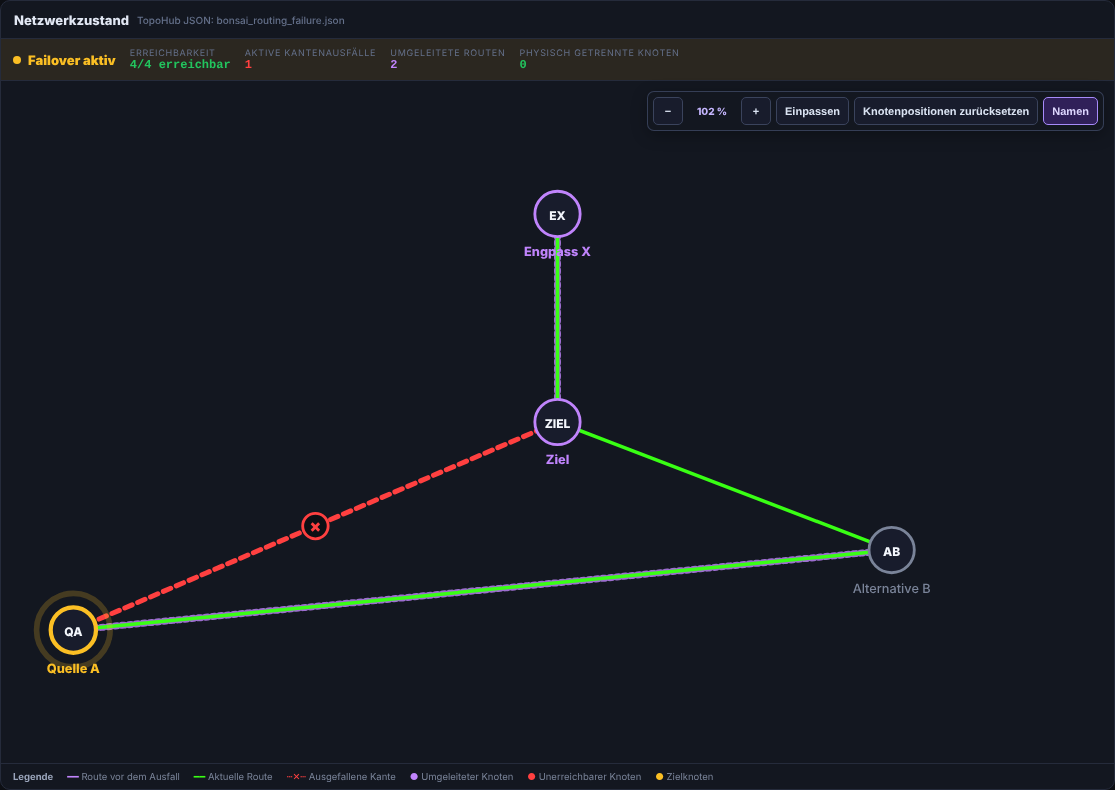 Netzwerkzustand TopoHub JSON: bonsai_routing_failure.json
Failover aktiv
ERREICHBARKEIT
4/4 erreichbar
AKTIVE KANTENAUSFÄLLE
1
UMGELEITETE ROUTEN
2
PHYSISCH GETRENNTE KNOTEN
0
− 102 % + Einpassen Knotenpositionen zurücksetzen Namen
EX
Engpass X
ZIEL
Ziel
AB
Alternative B
QA
Quelle A
Legende Route vor dem Ausfall Aktuelle Route Ausgefallene Kante Umgeleiteter Knoten Unerreichbarer Knoten Zielknoten